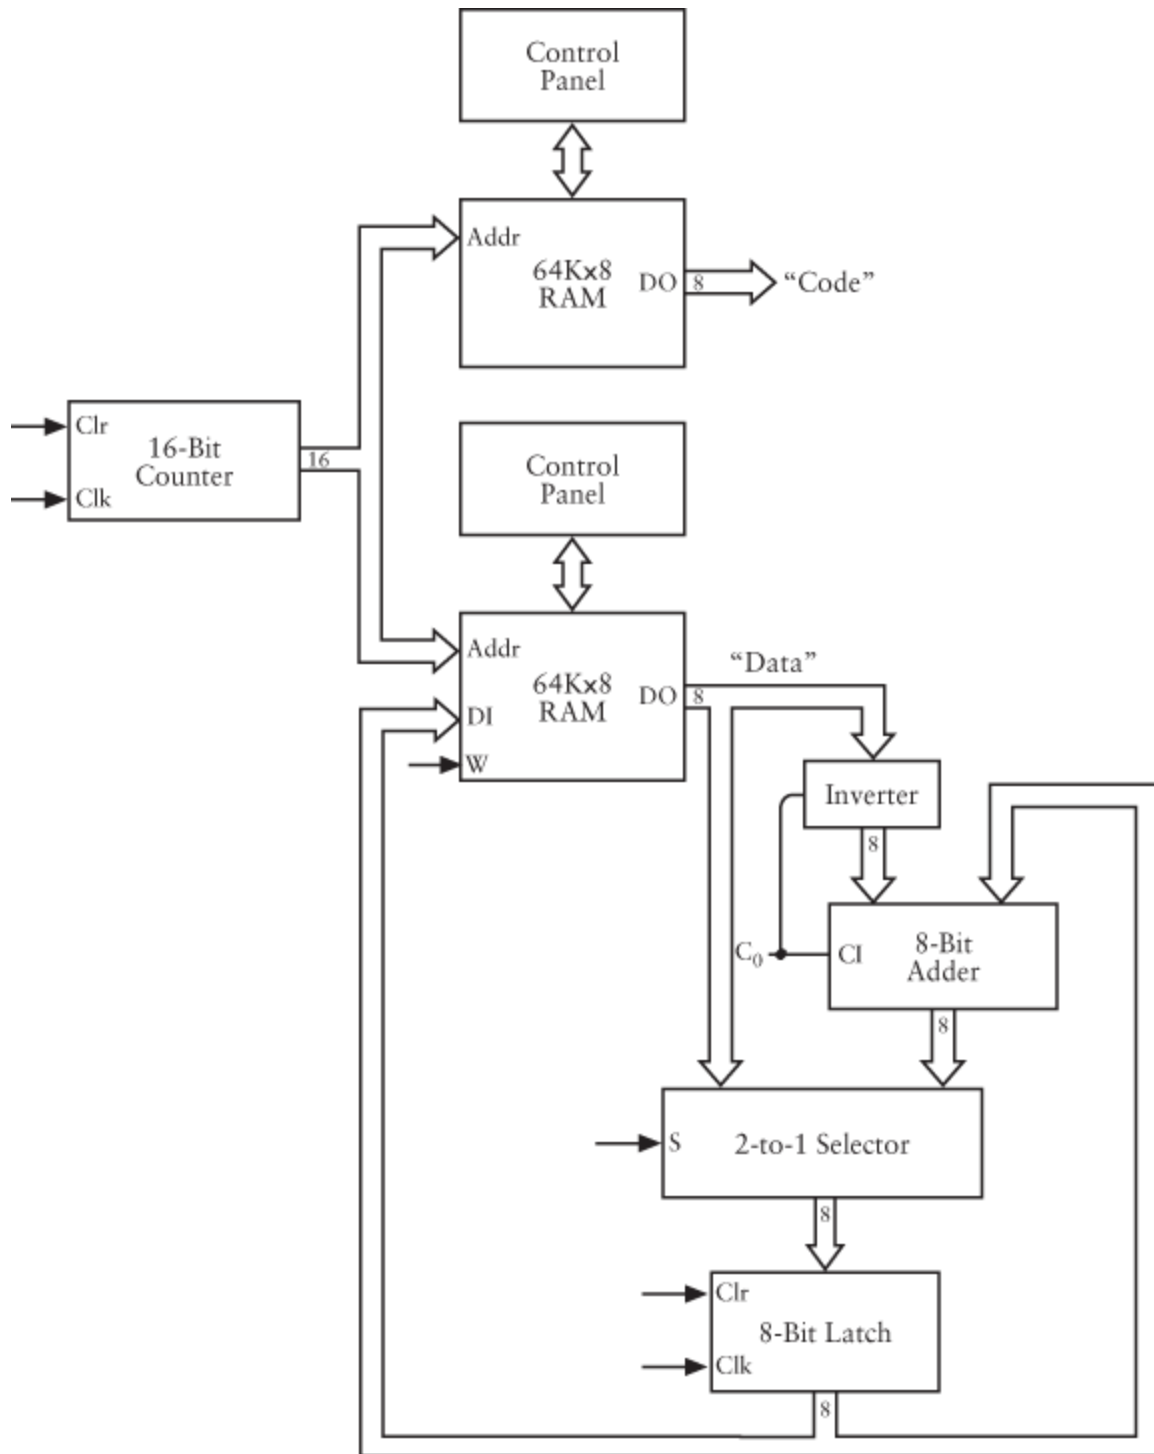 Control
Panel
Addr
64Kx8
RAM
DO
8
“Code”
Clr
16-Bit
Counter
Clk
16
Control
Panel
Addr
64Kx8
RAM
DI
DO
8
W
“Data”
Inverter
8
C₀
CI
8-Bit
Adder
8
S
2-to-1 Selector
8
Clr
8-Bit Latch
Clk
8